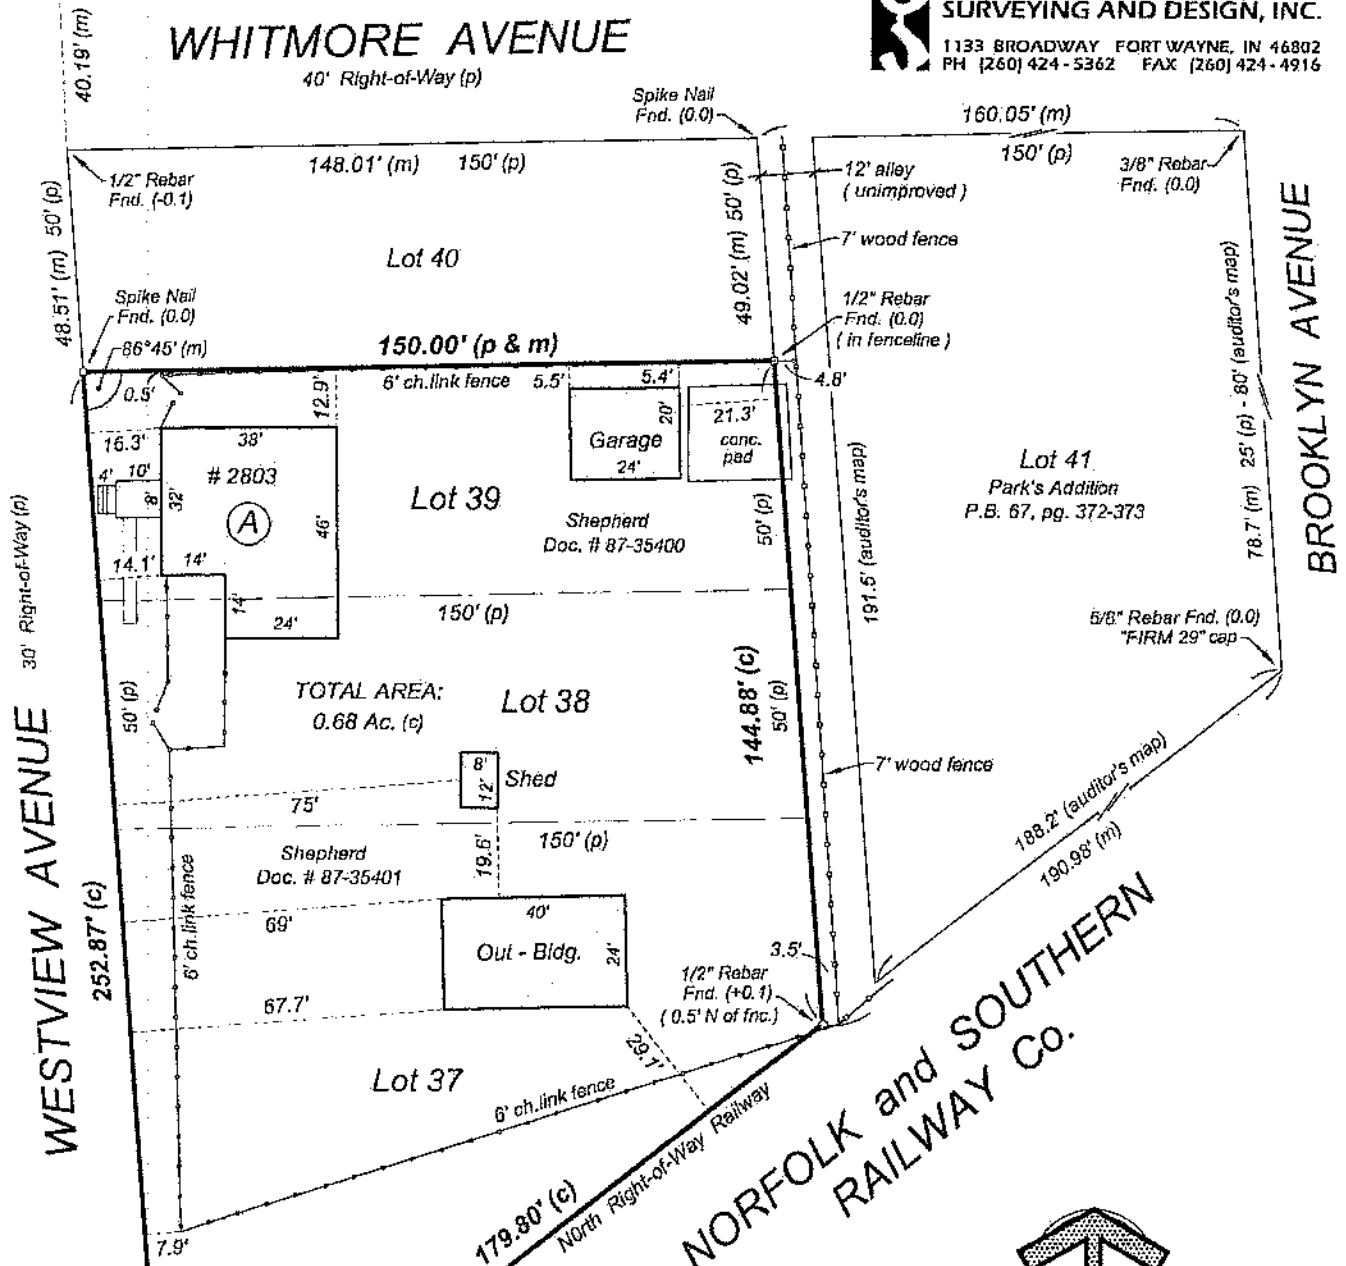 SURVEYING AND DESIGN, INC.
1133 BROADWAY FORT WAYNE, IN 46802
PH (260) 424-5362 FAX (260) 424-4916
WHITMORE AVENUE
40' Right-of-Way (p)
40.19' (m)
Spike Nail
Fnd. (0.0)
160.05' (m)
150' (p)
148.01' (m) 150' (p)
1/2" Rebar
Fnd. (-0.1)
12' alley
( unimproved )
3/8" Rebar
Fnd. (0.0)
48.51' (m) 50' (p)
49.02' (m) 50' (p)
7' wood fence
Lot 40
Spike Nail
Fnd. (0.0)
86°45' (m)
1/2" Rebar
Fnd. (0.0)
( in fenceline )
150.00' (p & m)
6' ch.link fence
5.5'
5.4'
4.8'
0.5'
12.9'
16.3'
38'
Garage
20'
24'
21.3'
conc.
pad
4'
10'
8'
32'
# 2803
A
46'
14.1'
14'
14'
24'
Lot 39
Shepherd
Doc. # 87-35400
50' (p)
150' (p)
191.5' (auditor's map)
Lot 41
Park's Addition
P.B. 67, pg. 372-373
78.7' (m) 25' (p) - 80' (auditor's map)
BROOKLYN AVENUE
5/8" Rebar Fnd. (0.0)
"FIRM 29" cap
30' Right-of-Way (p)
WESTVIEW AVENUE
50' (p)
TOTAL AREA:
0.68 Ac. (c)
Lot 38
144.88' (c)
50' (p)
7' wood fence
8'
12'
Shed
75'
150' (p)
19.6'
188.2' (auditor's map)
190.98' (m)
Shepherd
Doc. # 87-35401
252.87' (c)
6' ch.link fence
69'
40'
Out - Bldg.
24'
67.7'
3.5'
1/2" Rebar
Fnd. (+0.1)
( 0.5' N of fnc.)
29.1'
Lot 37
6' ch.link fence
North Right-of-Way Railway
179.80' (c)
NORFOLK and SOUTHERN
RAILWAY Co.
7.9'